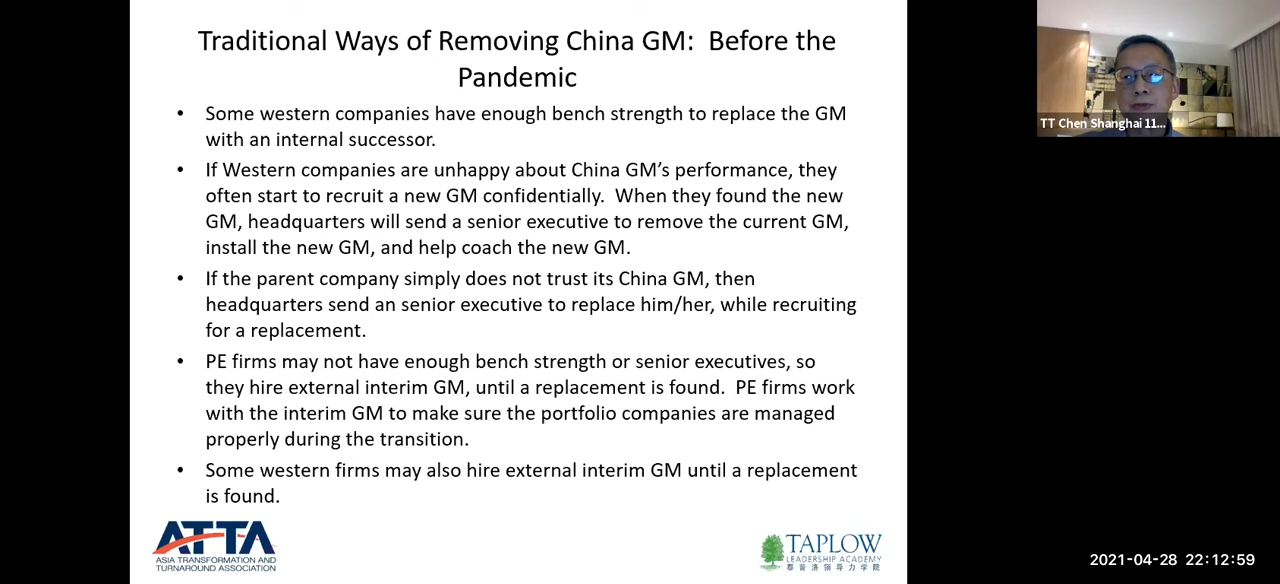 Traditional Ways of Removing China GM:  Before the
Pandemic
• Some western companies have enough bench strength to replace the GM
with an internal successor.
• If Western companies are unhappy about China GM's performance, they
often start to recruit a new GM confidentially.  When they found the new
GM, headquarters will send a senior executive to remove the current GM,
install the new GM, and help coach the new GM.
• If the parent company simply does not trust its China GM, then
headquarters send an senior executive to replace him/her, while recruiting
for a replacement.
• PE firms may not have enough bench strength or senior executives, so
they hire external interim GM, until a replacement is found.  PE firms work
with the interim GM to make sure the portfolio companies are managed
properly during the transition.
• Some western firms may also hire external interim GM until a replacement
is found.
ATTA
ASIA TRANSFORMATION AND
TURNAROUND ASSOCIATION
TAPLOW
LEADERSHIP ACADEMY
泰普洛领导力学院
TT Chen Shanghai 11...
2021-04-28 22:12:59